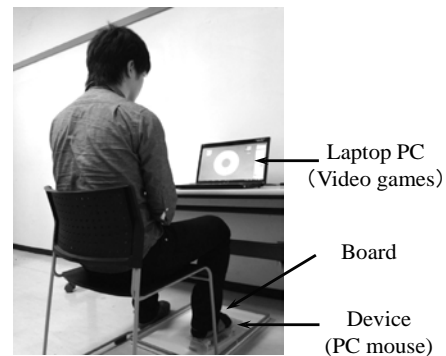 Laptop PC
（Video games）
Board
Device
(PC mouse)